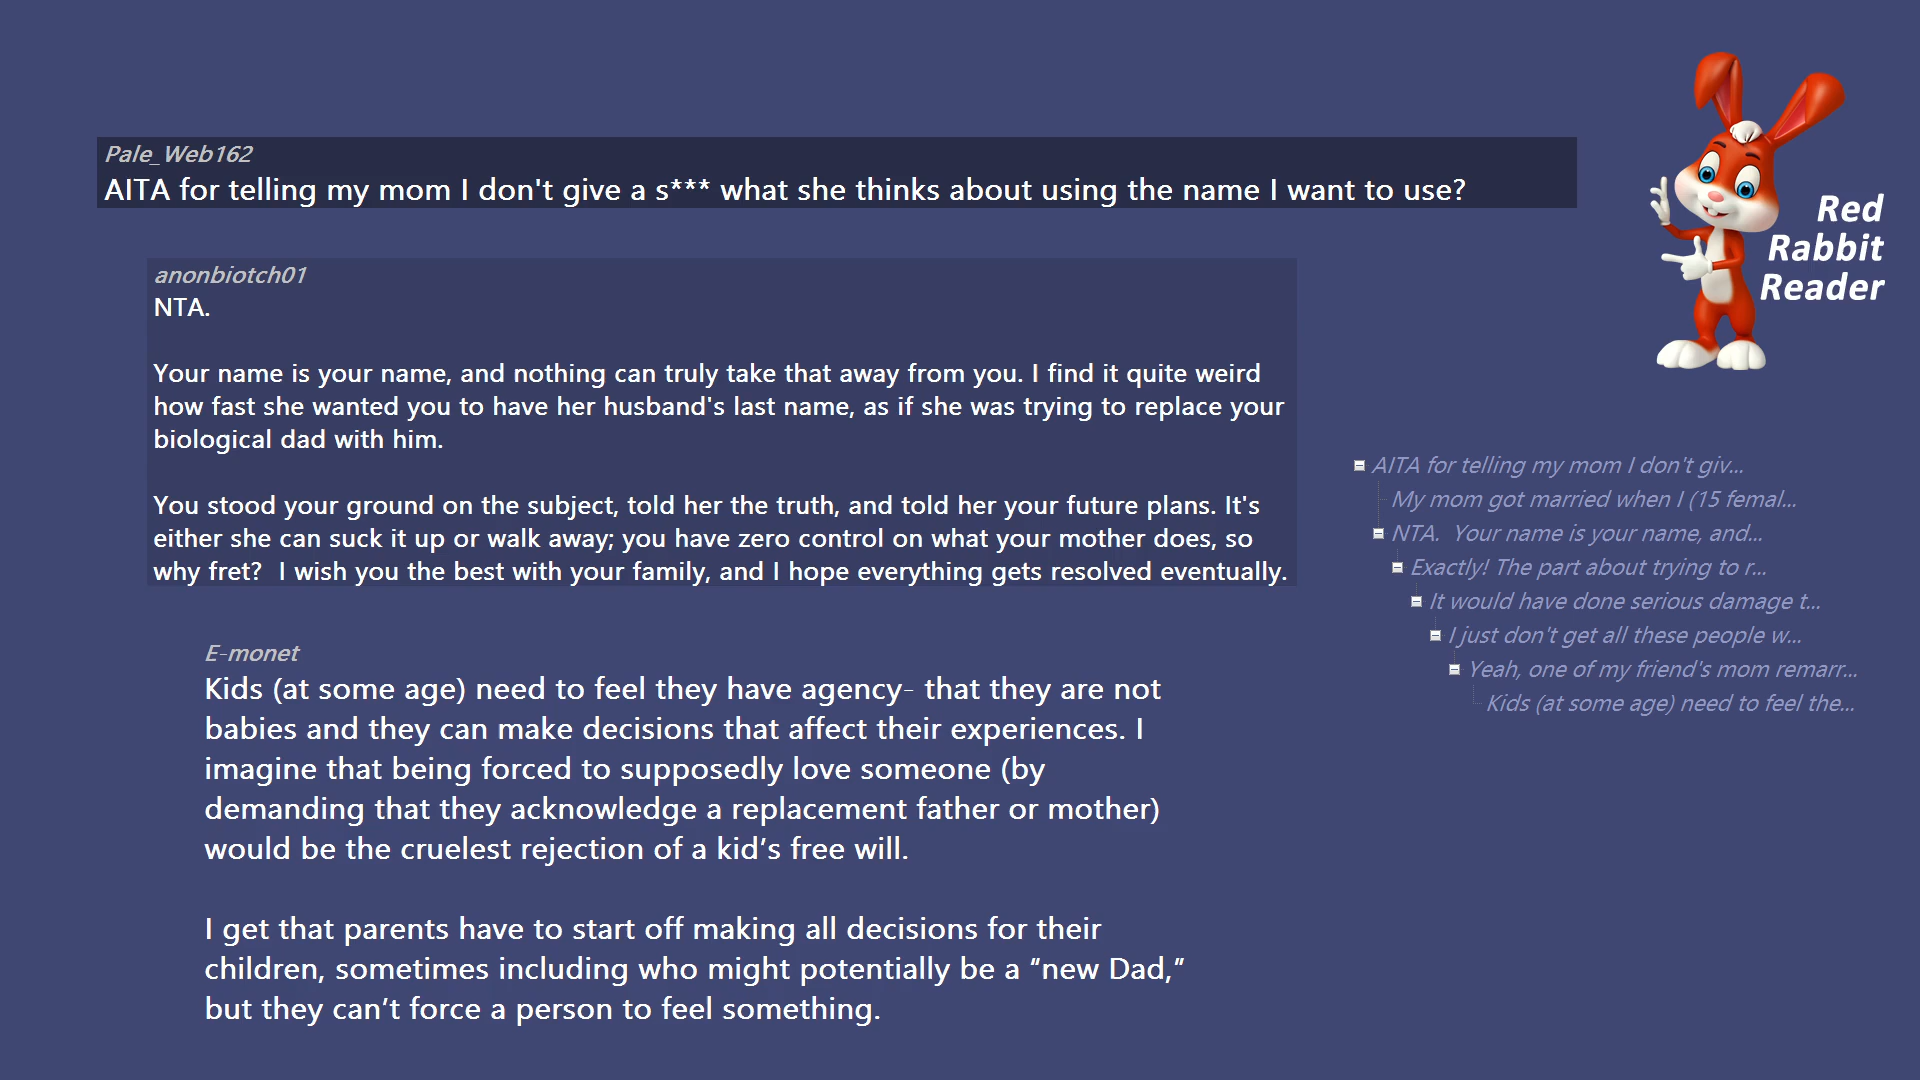 Pale_Web162
AITA for telling my mom I don't give a s*** what she thinks about using the name I want to use?
anonbiotch01
NTA.
Your name is your name, and nothing can truly take that away from you. I find it quite weird
how fast she wanted you to have her husband's last name, as if she was trying to replace your
biological dad with him.
You stood your ground on the subject, told her the truth, and told her your future plans. It's
either she can suck it up or walk away; you have zero control on what your mother does, so
why fret?  I wish you the best with your family, and I hope everything gets resolved eventually.
E-monet
Kids (at some age) need to feel they have agency- that they are not
babies and they can make decisions that affect their experiences. I
imagine that being forced to supposedly love someone (by
demanding that they acknowledge a replacement father or mother)
would be the cruelest rejection of a kid’s free will.
I get that parents have to start off making all decisions for their
children, sometimes including who might potentially be a “new Dad,”
but they can’t force a person to feel something.
Red
Rabbit
Reader
AITA for telling my mom I don't giv...
My mom got married when I (15 femal...
NTA.  Your name is your name, and...
Exactly! The part about trying to r...
It would have done serious damage t...
I just don't get all these people w...
Yeah, one of my friend's mom remarr...
Kids (at some age) need to feel the...